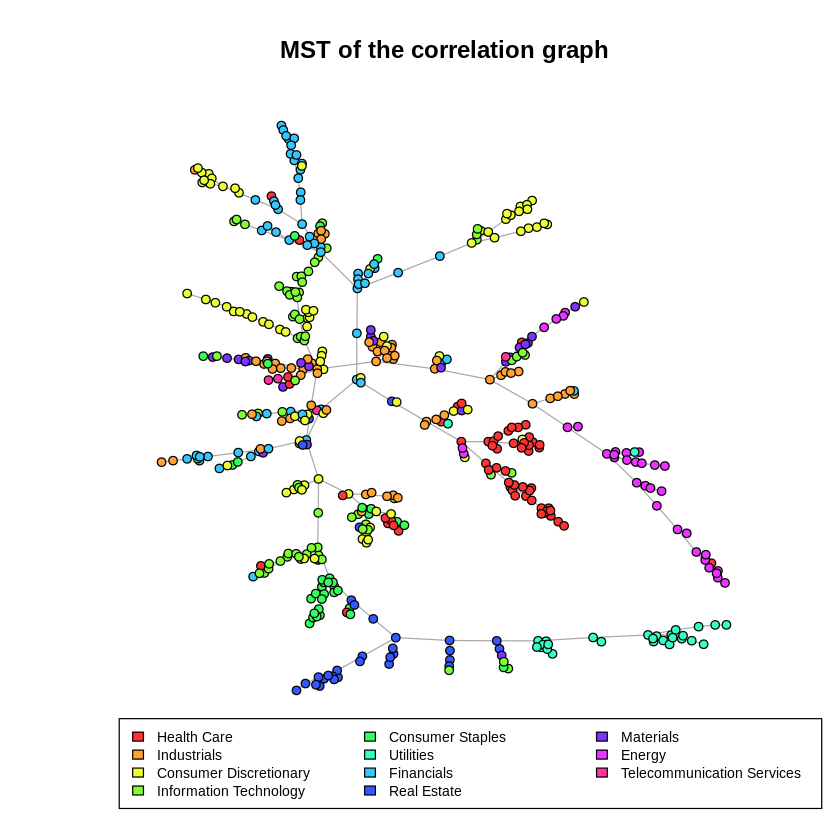 MST of the correlation graph
Health Care
Industrials
Consumer Discretionary
Information Technology
Consumer Staples
Utilities
Financials
Real Estate
Materials
Energy
Telecommunication Services